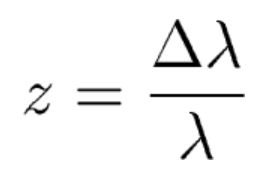 z = Δλ / λ